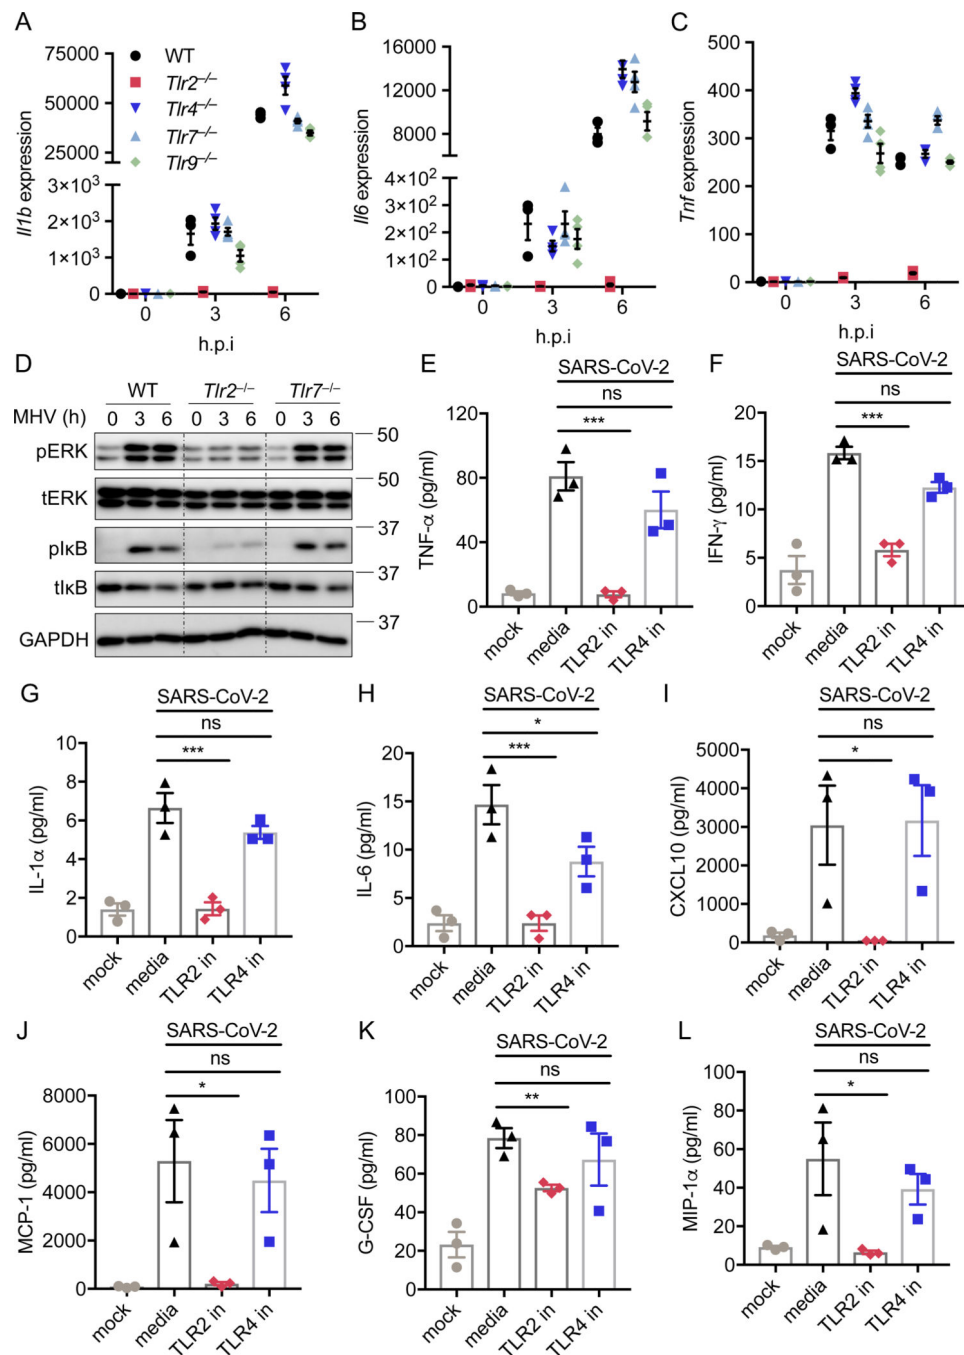 A
Il1b expression
75000
50000
25000
2×10³
1×10³
0
WT
Tlr2–/–
Tlr4–/–
Tlr7–/–
Tlr9–/–
0 3 6
h.p.i
B
Il6 expression
16000
12000
8000
4×10²
3×10²
2×10²
1×10²
0
0 3 6
h.p.i
C
Tnf expression
400
300
200
100
0
0 3 6
h.p.i
D
WT Tlr2–/– Tlr7–/–
MHV (h) 0 3 6 0 3 6 0 3 6
pERK 50
tERK 50
pIκB 37
tIκB 37
GAPDH 37
E
SARS-CoV-2
ns
***
TNF-α (pg/ml)
120
80
40
0
mock media TLR2 in TLR4 in
F
SARS-CoV-2
ns
***
IFN-γ (pg/ml)
20
15
10
5
0
mock media TLR2 in TLR4 in
G
SARS-CoV-2
ns
***
IL-1α (pg/ml)
10
8
6
4
2
0
mock media TLR2 in TLR4 in
H
SARS-CoV-2
*
***
IL-6 (pg/ml)
20
15
10
5
0
mock media TLR2 in TLR4 in
I
SARS-CoV-2
ns
*
CXCL10 (pg/ml)
5000
4000
3000
2000
1000
0
mock media TLR2 in TLR4 in
J
SARS-CoV-2
ns
*
MCP-1 (pg/ml)
8000
6000
4000
2000
0
mock media TLR2 in TLR4 in
K
SARS-CoV-2
ns
**
G-CSF (pg/ml)
100
80
60
40
20
0
mock media TLR2 in TLR4 in
L
SARS-CoV-2
ns
*
MIP-1α (pg/ml)
100
80
60
40
20
0
mock media TLR2 in TLR4 in